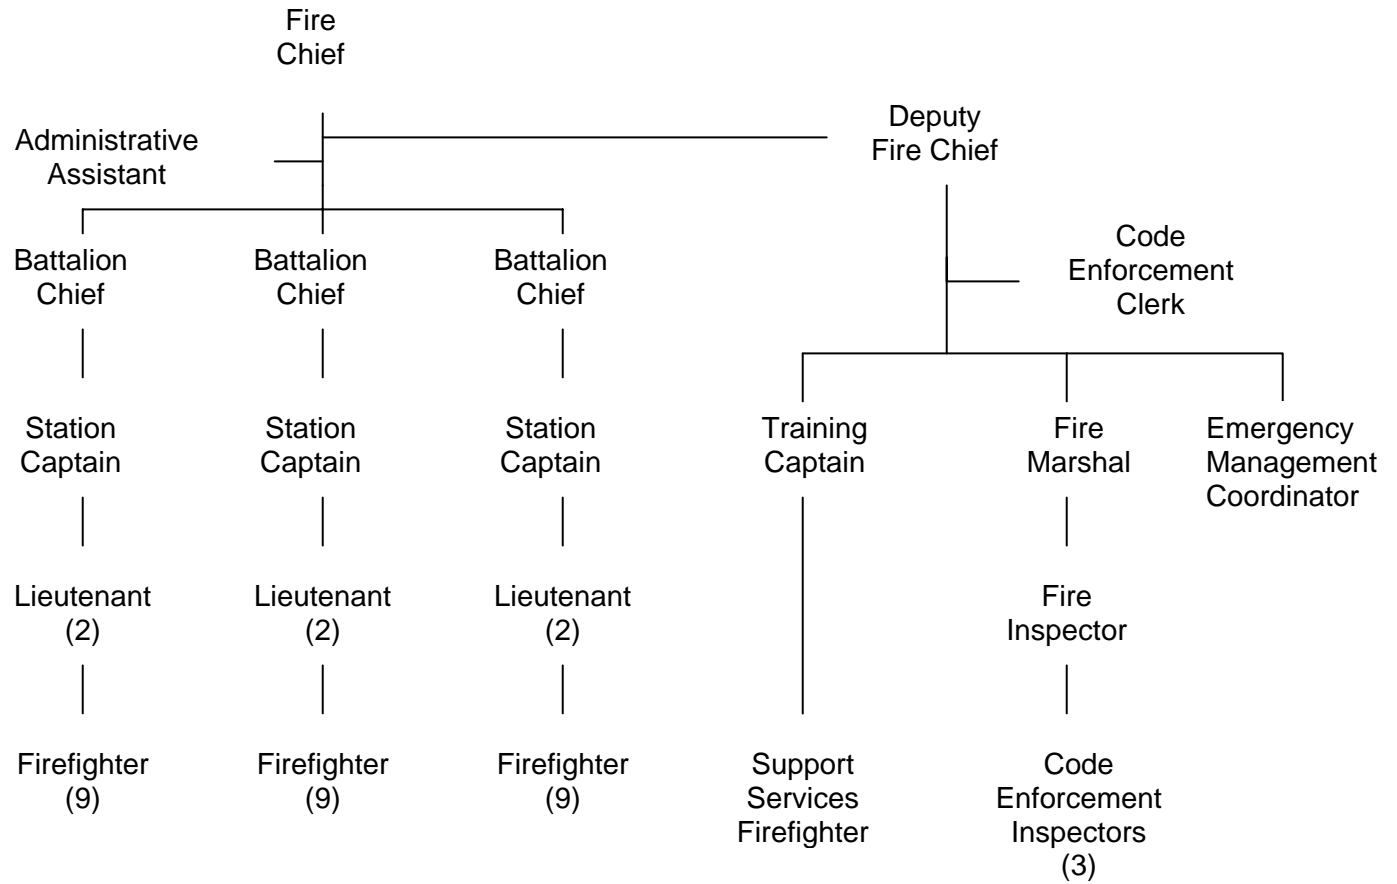 Fire
Chief
Administrative
Assistant
Deputy
Fire Chief
Code
Enforcement
Clerk
Battalion
Chief
Battalion
Chief
Battalion
Chief
Station
Captain
Station
Captain
Station
Captain
Training
Captain
Fire
Marshal
Emergency
Management
Coordinator
Lieutenant
(2)
Lieutenant
(2)
Lieutenant
(2)
Fire
Inspector
Firefighter
(9)
Firefighter
(9)
Firefighter
(9)
Support
Services
Firefighter
Code
Enforcement
Inspectors
(3)